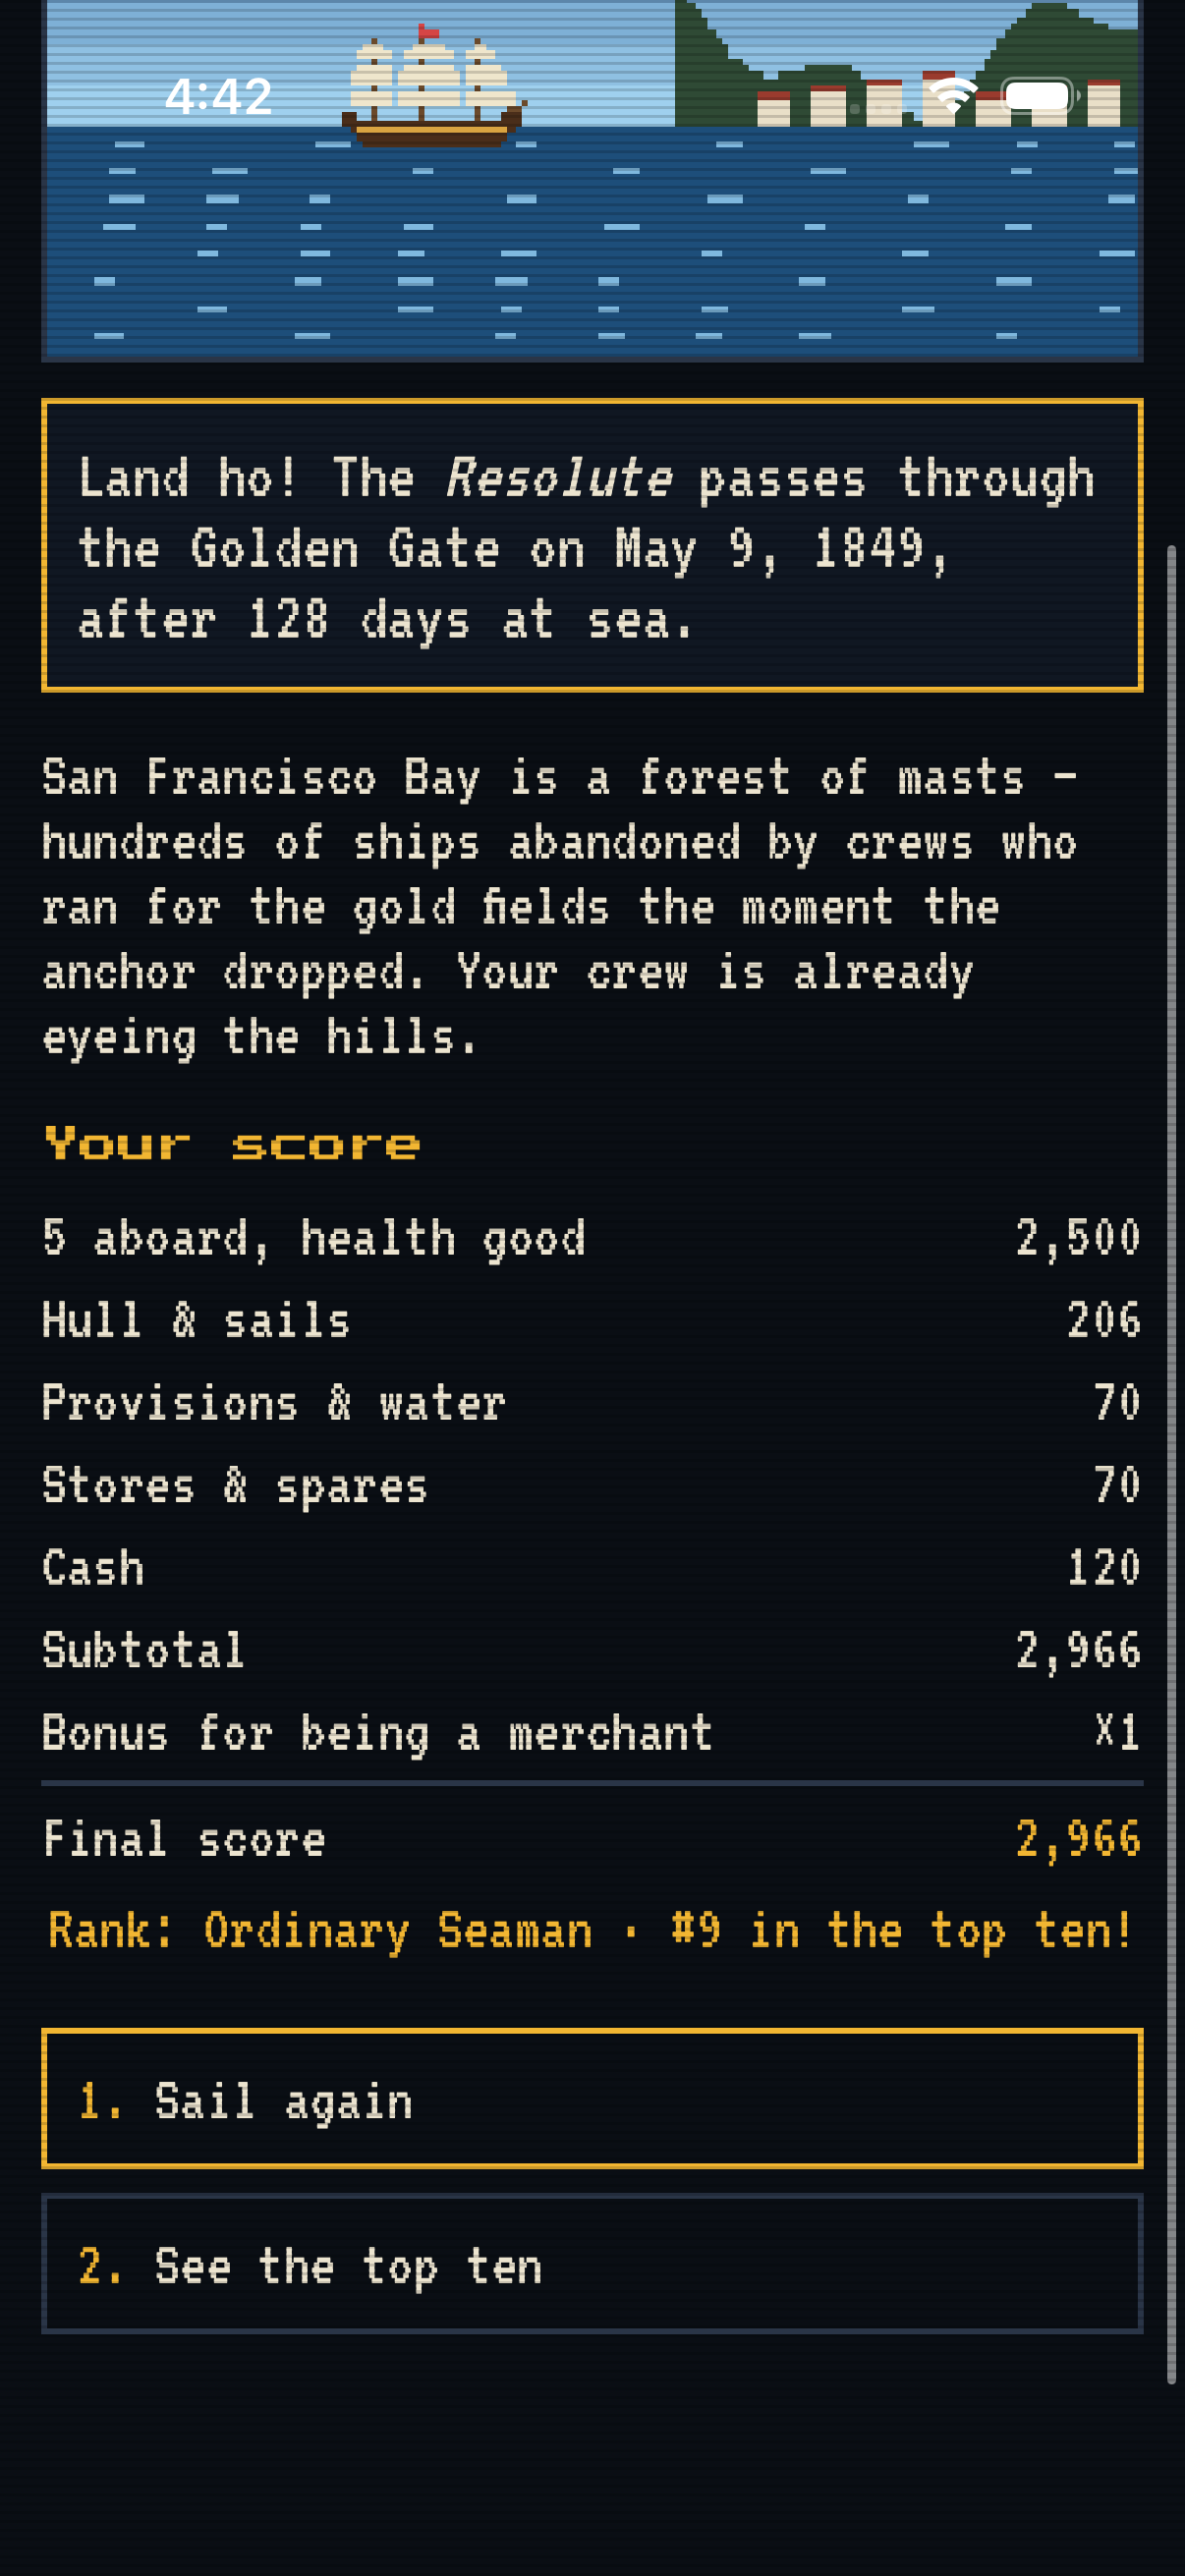 4:42
Land ho! The Resolute passes through
the Golden Gate on May 9, 1849,
after 128 days at sea.
San Francisco Bay is a forest of masts —
hundreds of ships abandoned by crews who
ran for the gold fields the moment the
anchor dropped. Your crew is already
eyeing the hills.
Your score
5 aboard, health good 2,500
Hull & sails 206
Provisions & water 70
Stores & spares 70
Cash 120
Subtotal 2,966
Bonus for being a merchant X1
Final score 2,966
Rank: Ordinary Seaman · #9 in the top ten!
1. Sail again
2. See the top ten